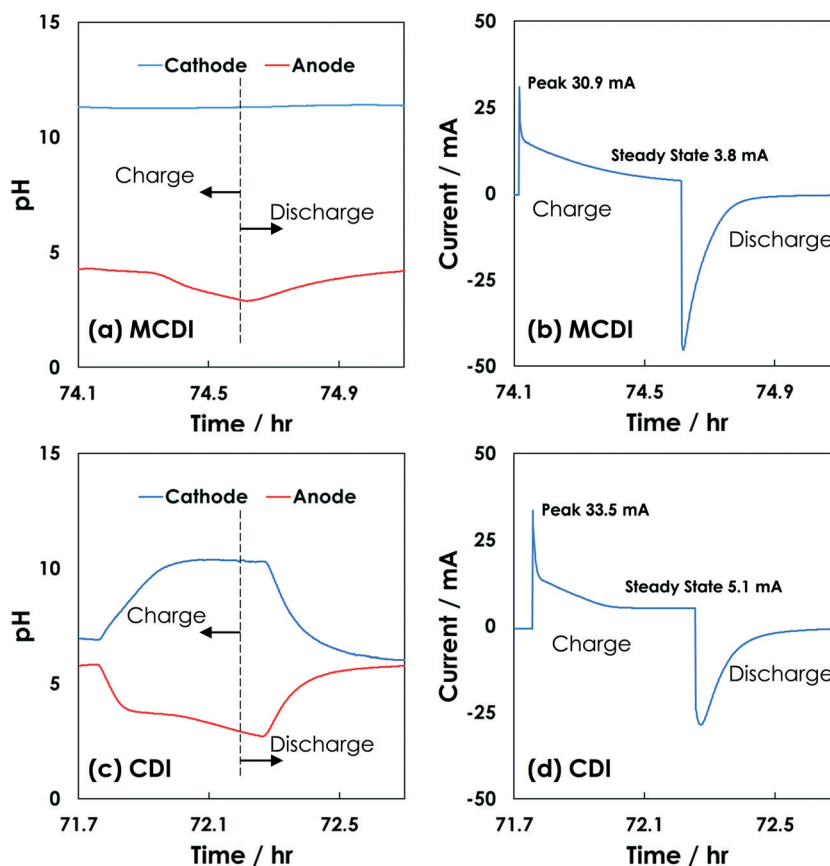 15
Cathode Anode
10
pH
Charge
Discharge
5
(a) MCDI
0
74.1 74.5 74.9
Time / hr
50
Peak 30.9 mA
25
Steady State 3.8 mA
Current / mA
0
Charge
Discharge
-25
(b) MCDI
-50
74.1 74.5 74.9
Time / hr
15
Cathode Anode
10
pH
Charge
5
Discharge
(c) CDI
0
71.7 72.1 72.5
Time / hr
50
Peak 33.5 mA
25
Steady State 5.1 mA
Current / mA
0
Charge
Discharge
-25
(d) CDI
-50
71.7 72.1 72.5
Time / hr